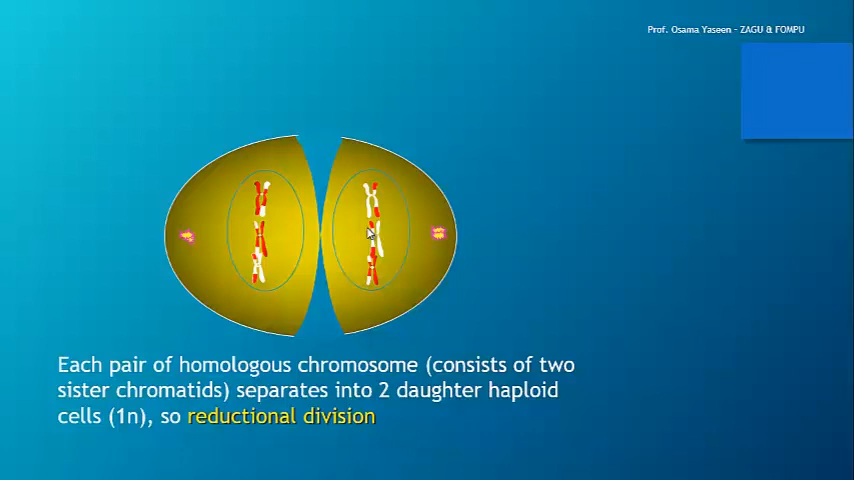 Prof. Osama Yaseen - ZAGU & FOMPU
Each pair of homologous chromosome (consists of two
sister chromatids) separates into 2 daughter haploid
cells (1n), so reductional division